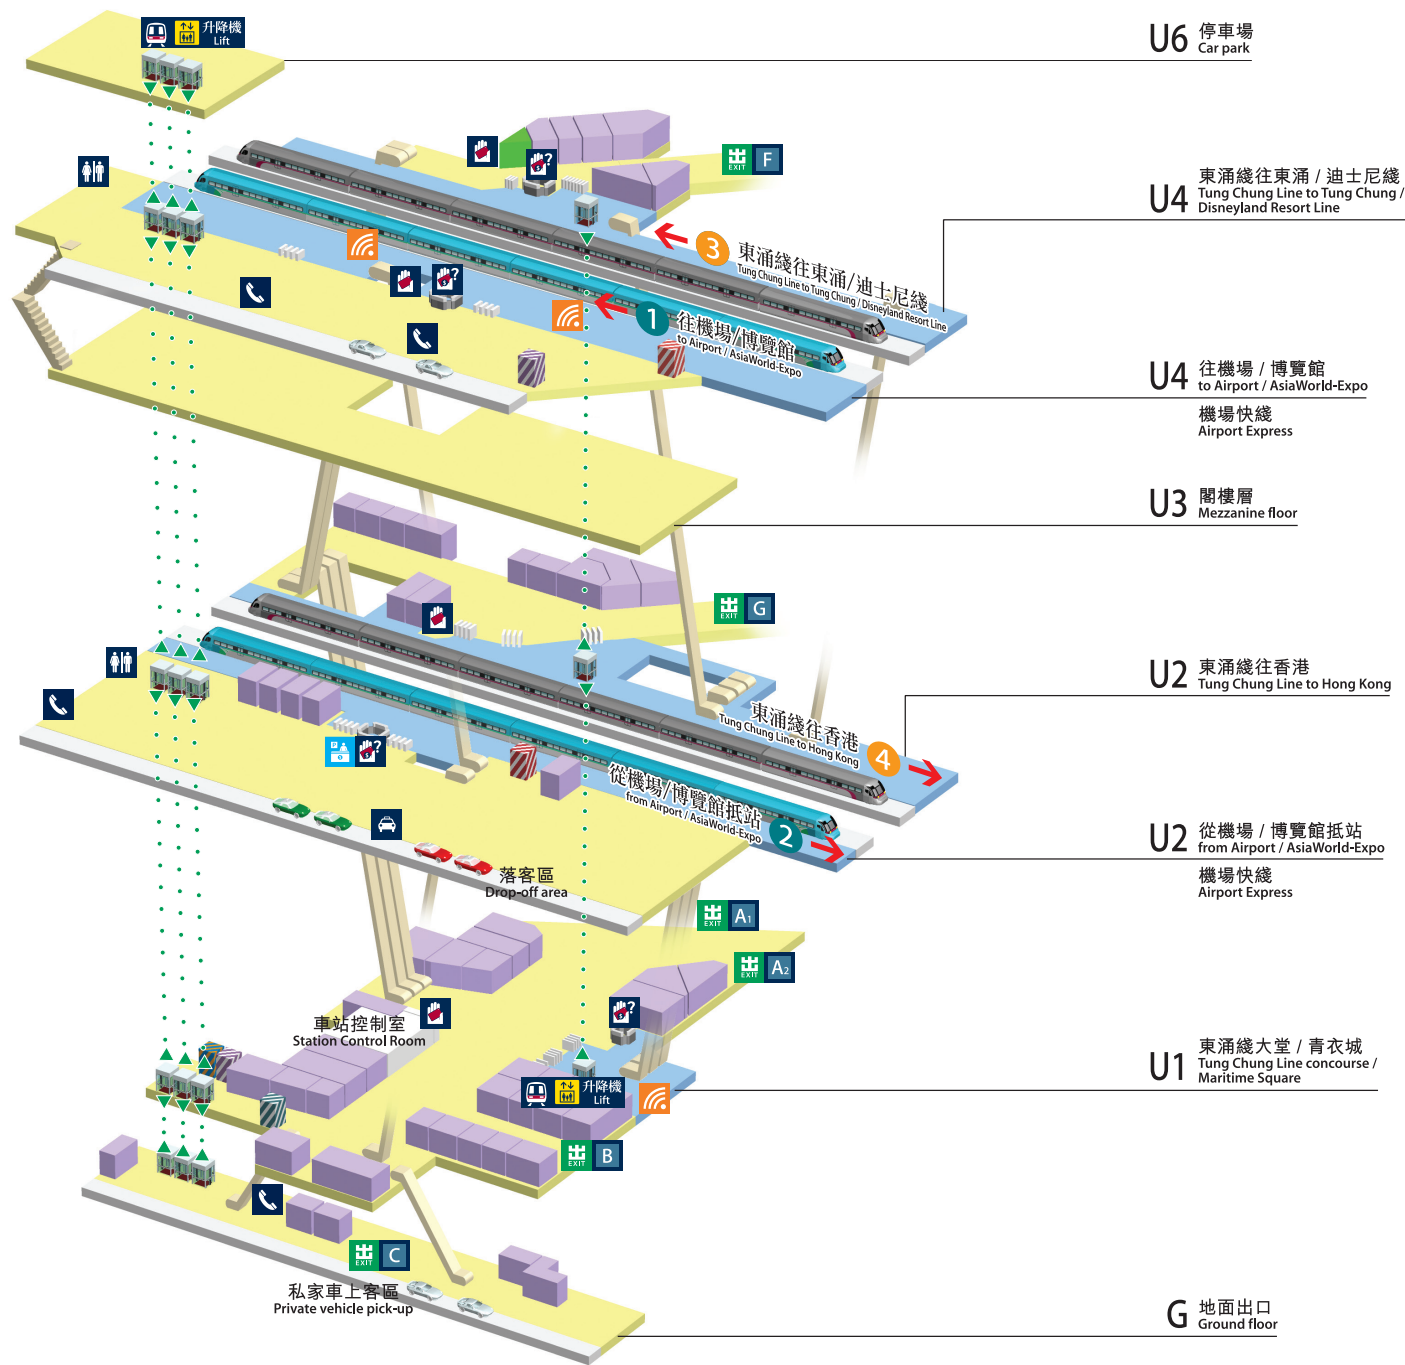 升降機
Lift
U6 停車場
Car park
出 EXIT F
?
U4 東涌綫往東涌 / 迪士尼綫
Tung Chung Line to Tung Chung /
Disneyland Resort Line
3 東涌綫往東涌/迪士尼綫
Tung Chung Line to Tung Chung / Disneyland Resort Line
?
1 往機場/博覽館
to Airport / AsiaWorld-Expo
U4 往機場 / 博覽館
to Airport / AsiaWorld-Expo
機場快綫
Airport Express
U3 閣樓層
Mezzanine floor
出 EXIT G
U2 東涌綫往香港
Tung Chung Line to Hong Kong
東涌綫往香港 4
Tung Chung Line to Hong Kong
?
從機場/博覽館抵站 2
from Airport / AsiaWorld-Expo
U2 從機場 / 博覽館抵站
from Airport / AsiaWorld-Expo
機場快綫
Airport Express
落客區
Drop-off area
出 EXIT A1
出 EXIT A2
?
車站控制室
Station Control Room
U1 東涌綫大堂 / 青衣城
Tung Chung Line concourse /
Maritime Square
升降機
Lift
出 EXIT B
出 EXIT C
私家車上客區
Private vehicle pick-up
G 地面出口
Ground floor